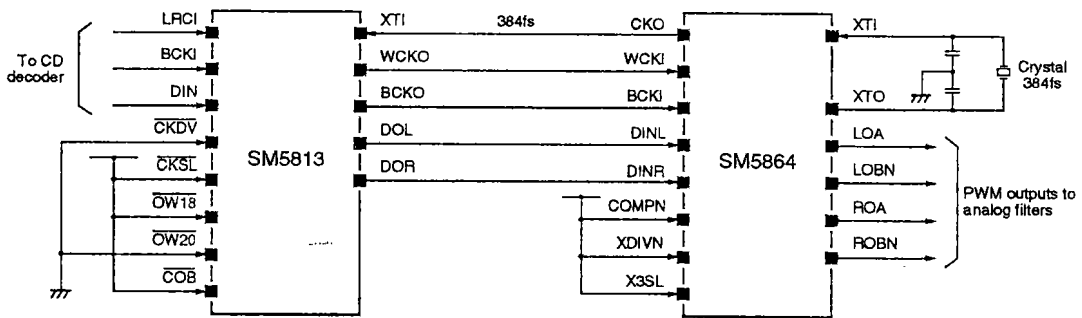 To CD
decoder
LRCI
BCKI
DIN
CKDV
CKSL
OW18
OW20
COB
SM5813
XTI
WCKO
BCKO
DOL
DOR
384fs
CKO
WCKI
BCKI
DINL
DINR
COMPN
XDIVN
X3SL
SM5864
XTI
XTO
LOA
LOBN
ROA
ROBN
Crystal
384fs
PWM outputs to
analog filters